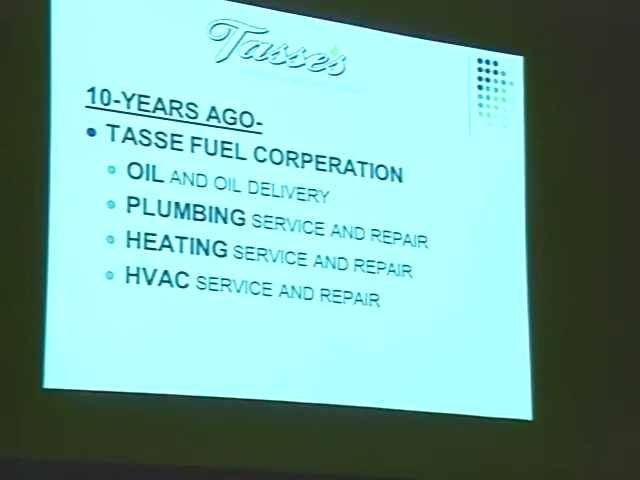 Tasse's
10-YEARS AGO-
TASSE FUEL CORPERATION
OIL AND OIL DELIVERY
PLUMBING SERVICE AND REPAIR
HEATING SERVICE AND REPAIR
HVAC SERVICE AND REPAIR